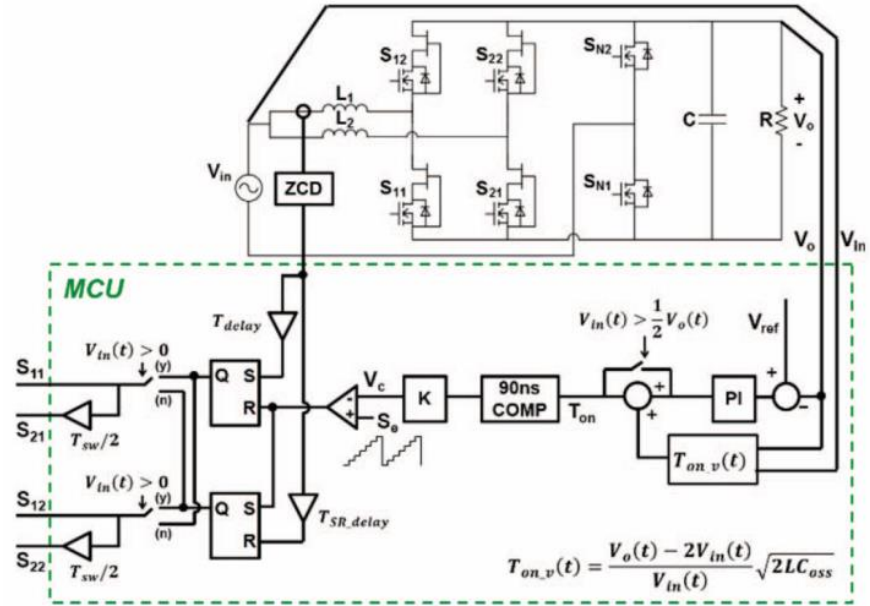 S12
S22
SN2
L1
L2
C
R
+
Vo
-
Vin
ZCD
S11
S21
SN1
Vo
Vin
MCU
Tdelay
Vin(t) > 1/2 Vo(t)
Vref
Vin(t) > 0
S11
(y)
(n)
Q
S
R
Vc
K
90ns
COMP
Ton
+
+
PI
+
-
-
+
Se
S21
Tsw/2
Ton_v(t)
Vin(t) > 0
S12
(y)
(n)
Q
S
R
TSR_delay
S22
Tsw/2
Ton_v(t) = (Vo(t) − 2Vin(t))/Vin(t) √2LCoss